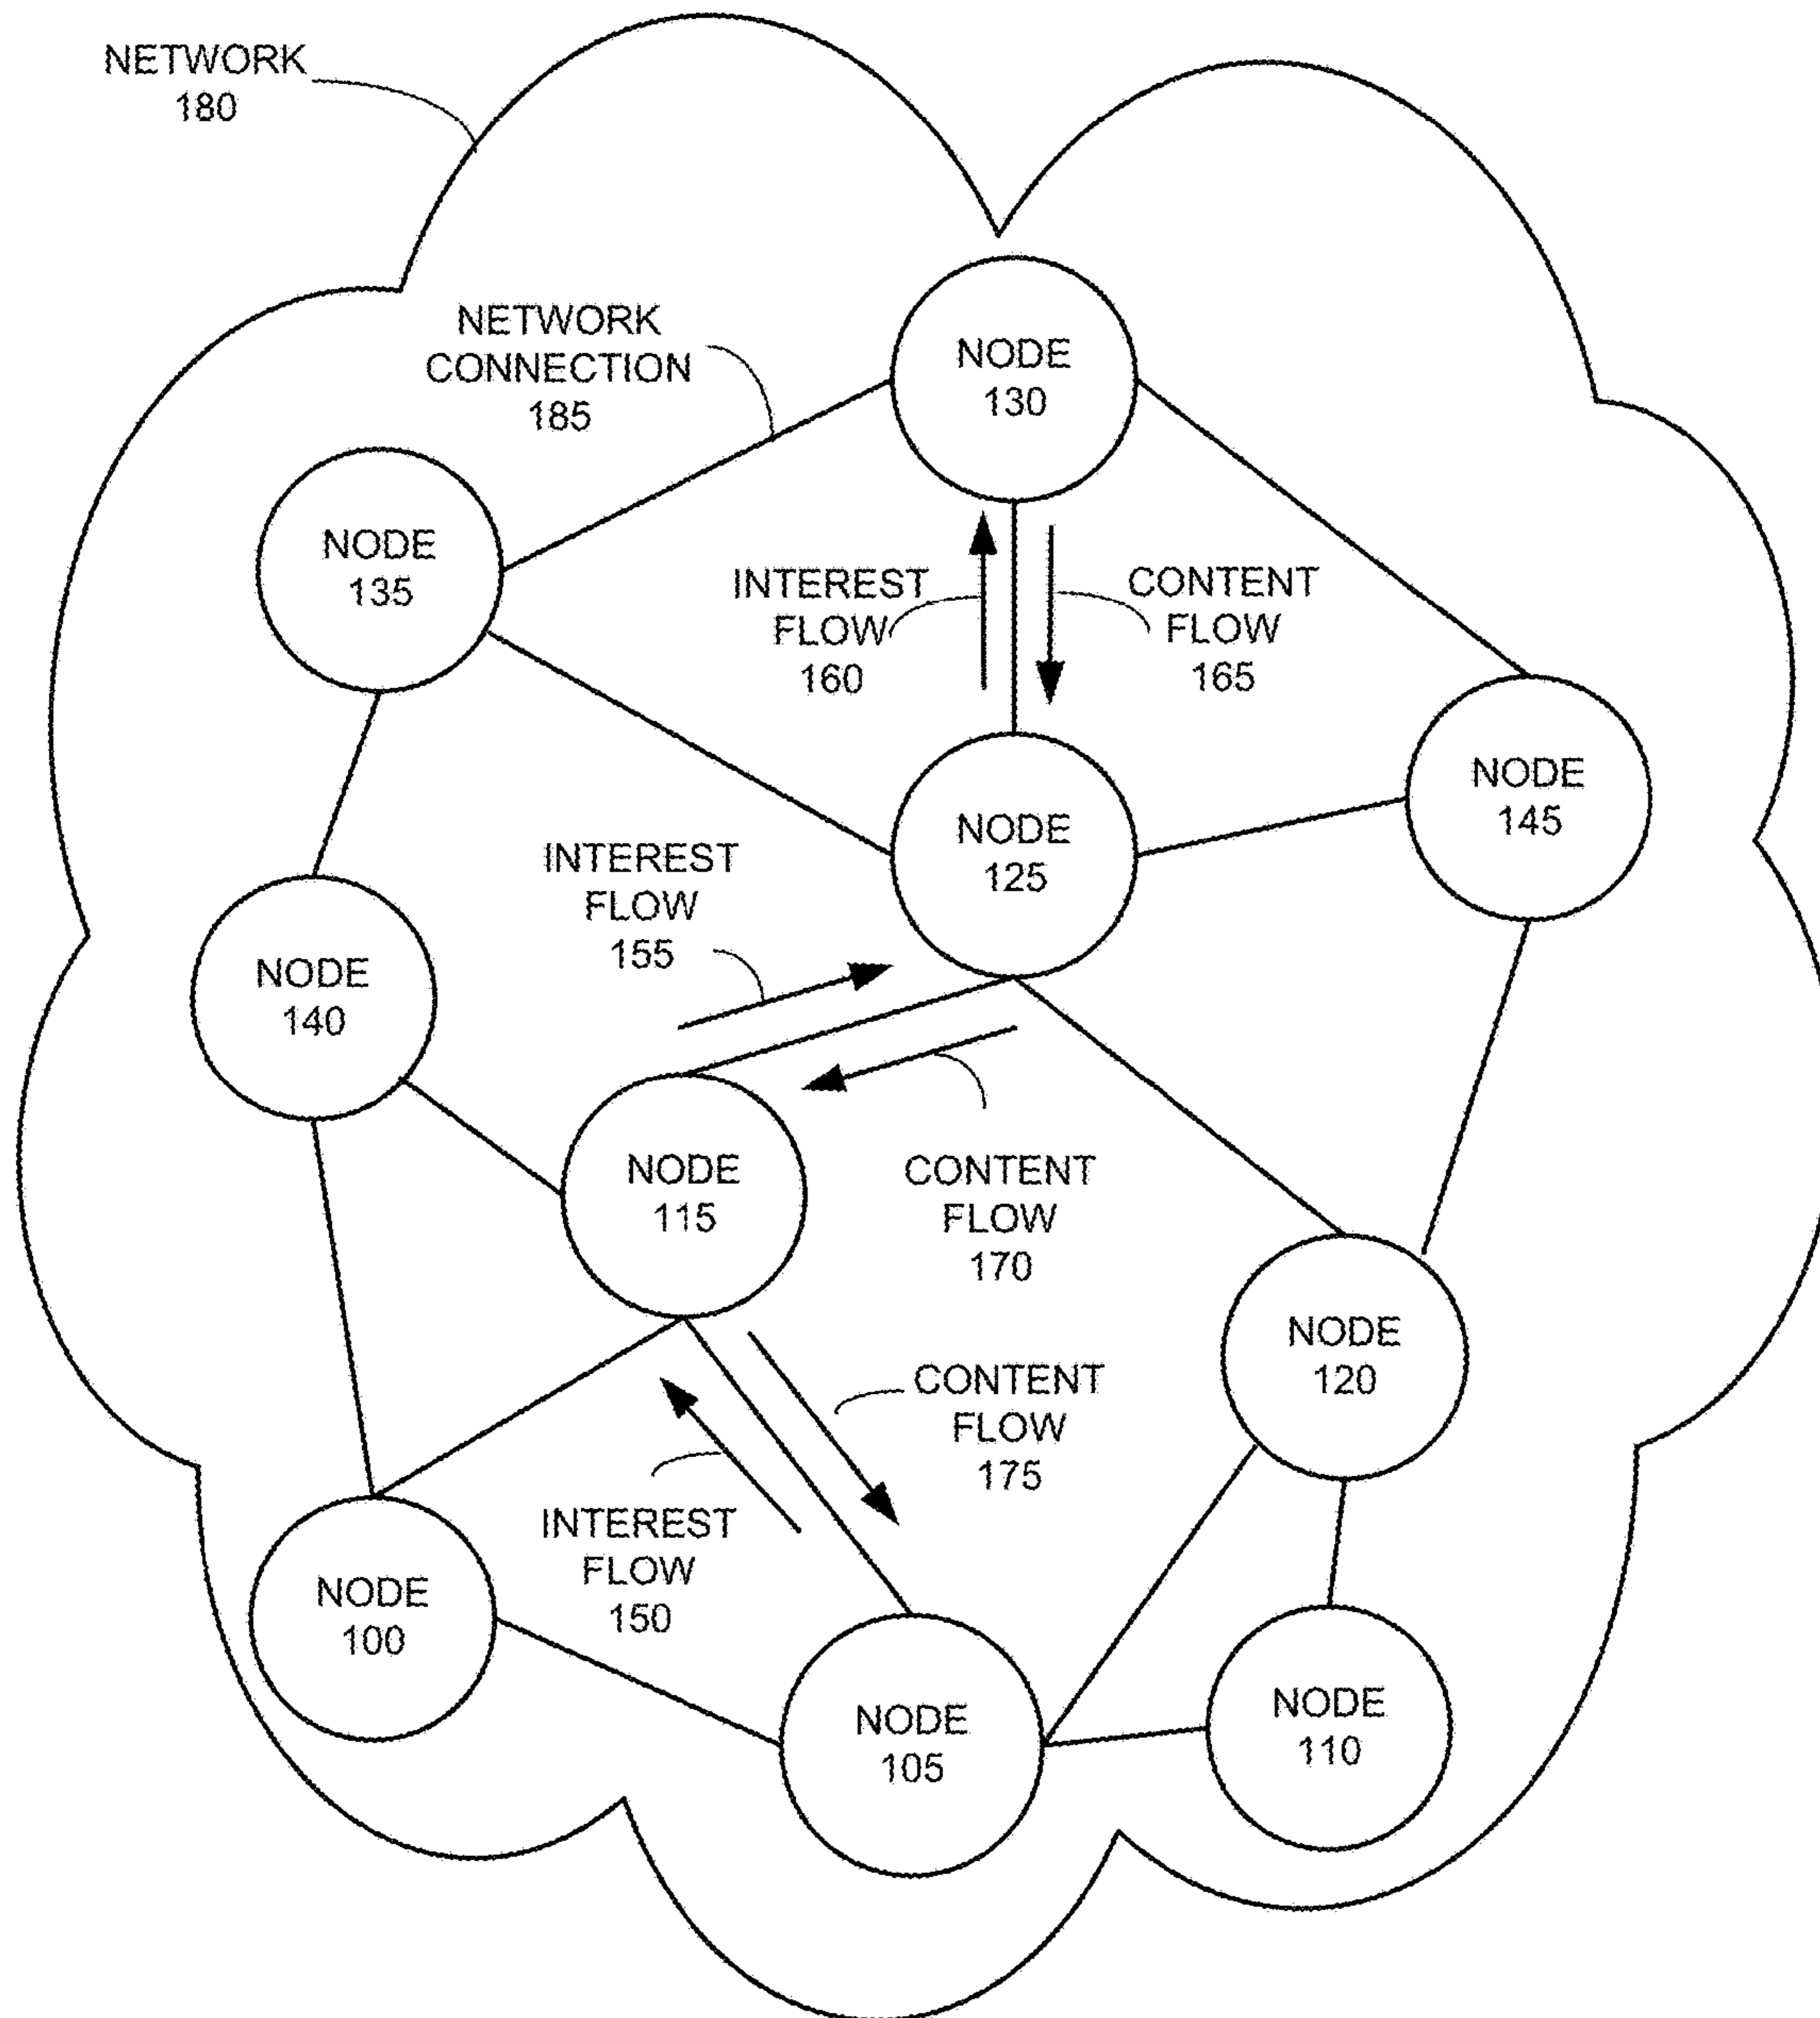 NETWORK
180
NETWORK
CONNECTION
185
NODE
130
NODE
135
INTEREST
FLOW
160
CONTENT
FLOW
165
NODE
145
NODE
125
INTEREST
FLOW
155
NODE
140
NODE
115
CONTENT
FLOW
170
NODE
120
CONTENT
FLOW
175
INTEREST
FLOW
150
NODE
100
NODE
105
NODE
110